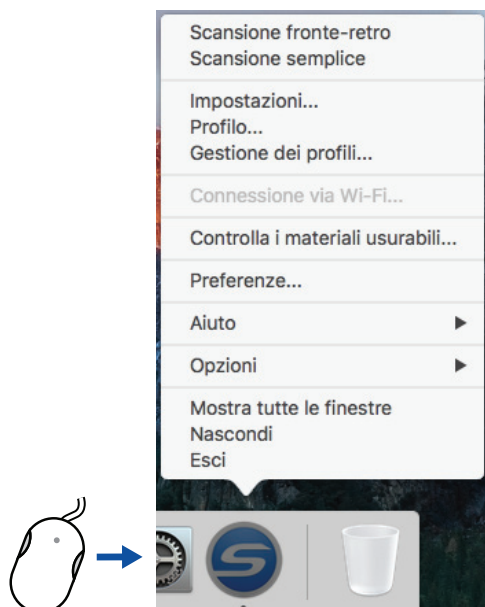 Scansione fronte-retro
Scansione semplice
Impostazioni...
Profilo...
Gestione dei profili...
Connessione via Wi-Fi...
Controlla i materiali usurabili...
Preferenze...
Aiuto
Opzioni
Mostra tutte le finestre
Nascondi
Esci